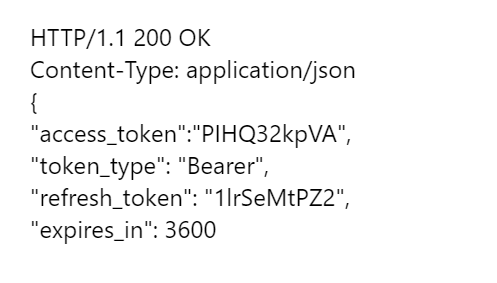 HTTP/1.1 200 OK
Content-Type: application/json
{
"access_token":"PIHQ32kpVA",
"token_type": "Bearer",
"refresh_token": "1lrSeMtPZ2",
"expires_in": 3600